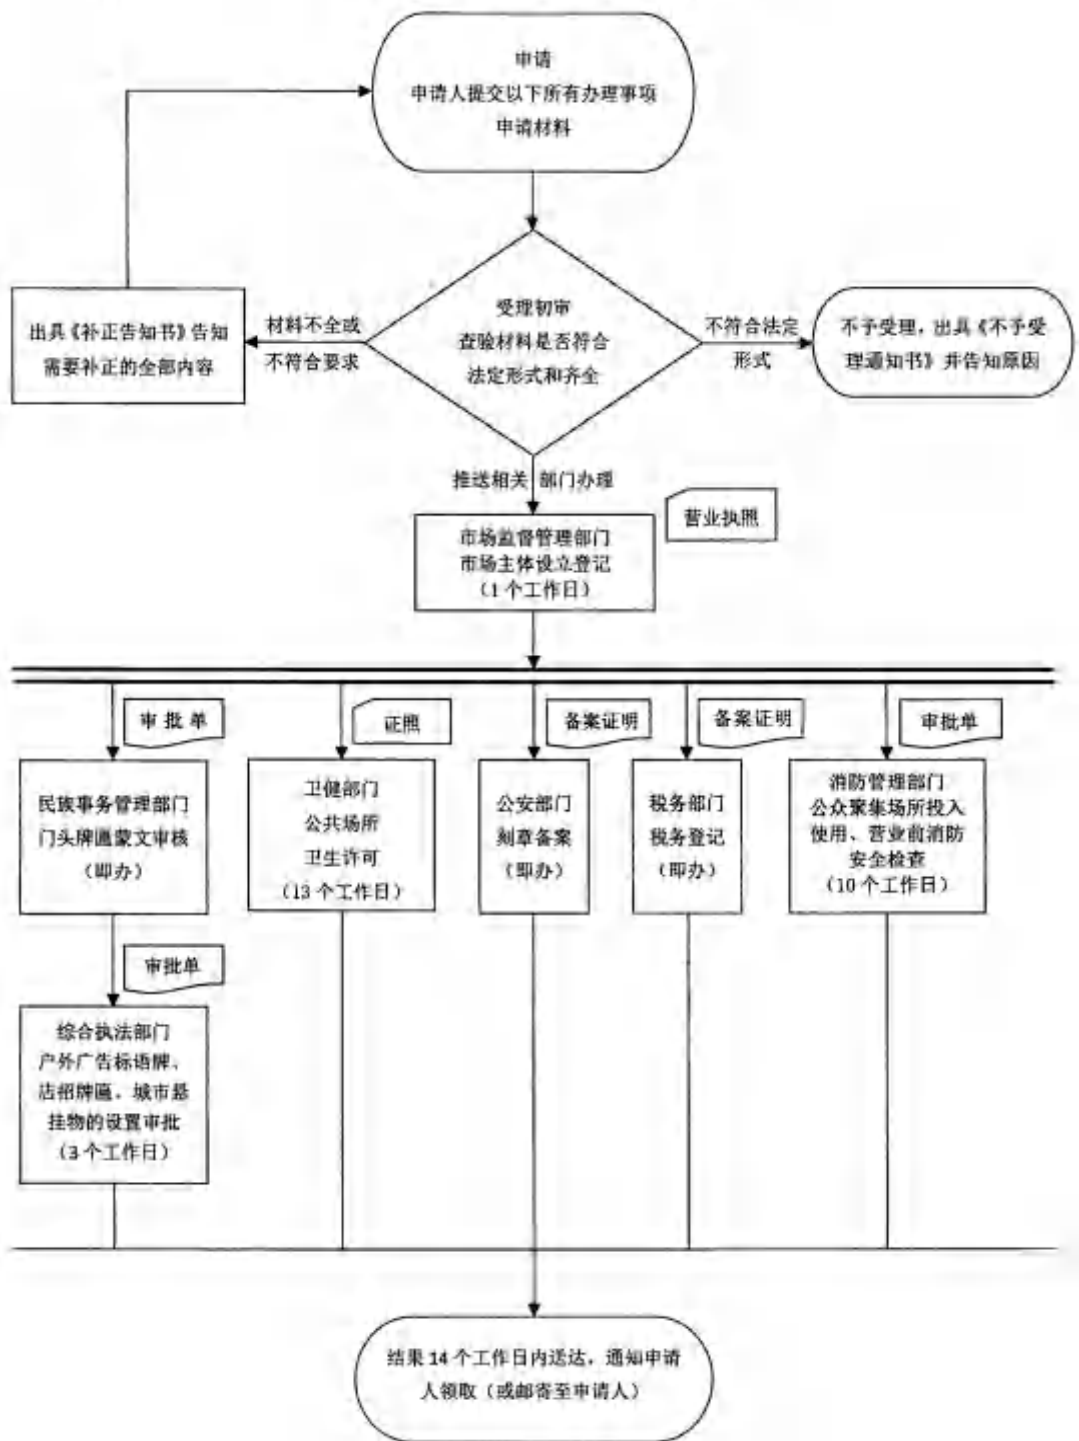 申请
申请人提交以下所有办理事项
申请材料
受理初审
查验材料是否符合
法定形式和齐全
材料不全或
不符合要求
出具《补正告知书》告知
需要补正的全部内容
不符合法定
形式
不予受理，出具《不予受
理通知书》并告知原因
推送相关 部门办理
营业执照
市场监督管理部门
市场主体设立登记
（1个工作日）
审批单
证照
备案证明
备案证明
审批单
民族事务管理部门
门头牌匾蒙文审核
（即办）
卫健部门
公共场所
卫生许可
（13个工作日）
公安部门
刻章备案
（即办）
税务部门
税务登记
（即办）
消防管理部门
公众聚集场所投入
使用、营业前消防
安全检查
（10个工作日）
审批单
综合执法部门
户外广告标语牌、
店招牌匾、城市悬
挂物的设置审批
（3个工作日）
结果14个工作日内送达，通知申请
人领取（或邮寄至申请人）